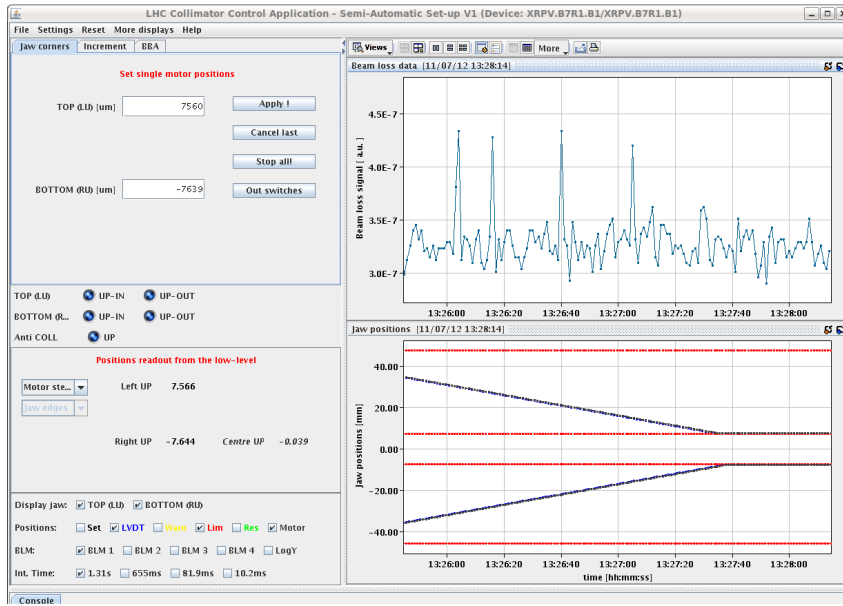 LHC Collimator Control Application - Semi-Automatic Set-up V1 (Device: XRPV.B7R1.B1/XRPV.B7R1.B1)
File Settings Reset More displays Help
Jaw corners Increment BBA
Set single motor positions
TOP (LU) [um] 7560 Apply !
Cancel last
Stop all!
BOTTOM (RU) [um] -7639 Out switches
TOP (LU) UP-IN UP-OUT
BOTTOM (R... UP-IN UP-OUT
Anti COLL UP
Positions readout from the low-level
Motor ste... Left UP 7.566
Jaw edges
Right UP -7.644 Centre UP -0.039
Display jaw: TOP (LU) BOTTOM (RU)
Positions: Set LVDT Warn Lim Res Motor
BLM: BLM 1 BLM 2 BLM 3 BLM 4 LogY
Int. Time: 1.31s 655ms 81.9ms 10.2ms
Console
Views More
Beam loss data [11/07/12 13:28:14]
Beam loss signal [ a.u. ]
4.5E-7
4.0E-7
3.5E-7
3.0E-7
13:26:00 13:26:20 13:26:40 13:27:00 13:27:20 13:27:40 13:28:00
Jaw positions [11/07/12 13:28:14]
Jaw positions [mm]
40.00
20.00
0.00
-20.00
-40.00
13:26:00 13:26:20 13:26:40 13:27:00 13:27:20 13:27:40 13:28:00
time [hh:mm:ss]